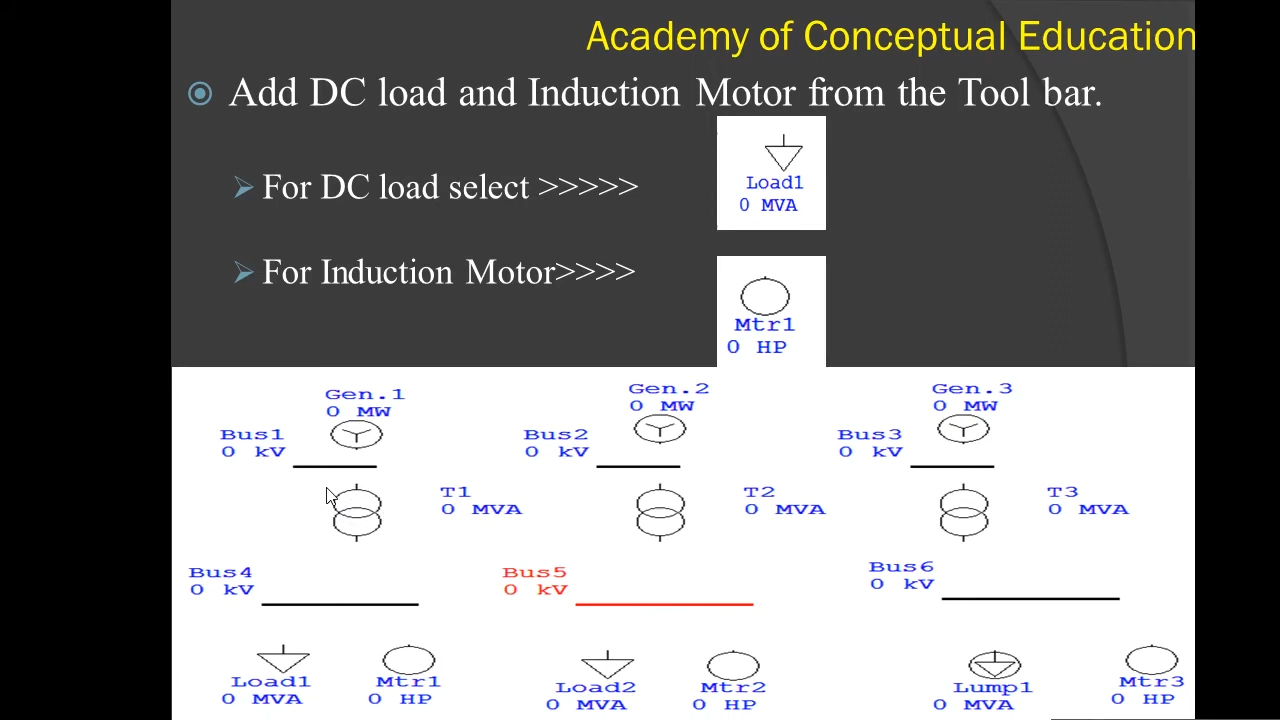 Academy of Conceptual Education
Add DC load and Induction Motor from the Tool bar.
For DC load select >>>>>
Load1
0 MVA
For Induction Motor>>>>
Mtr1
0 HP
Gen.1
0 MW
Gen.2
0 MW
Gen.3
0 MW
Bus1
0 kV
Bus2
0 kV
Bus3
0 kV
T1
0 MVA
T2
0 MVA
T3
0 MVA
Bus4
0 kV
Bus5
0 kV
Bus6
0 kV
Load1
0 MVA
Mtr1
0 HP
Load2
0 MVA
Mtr2
0 HP
Lump1
0 MVA
Mtr3
0 HP